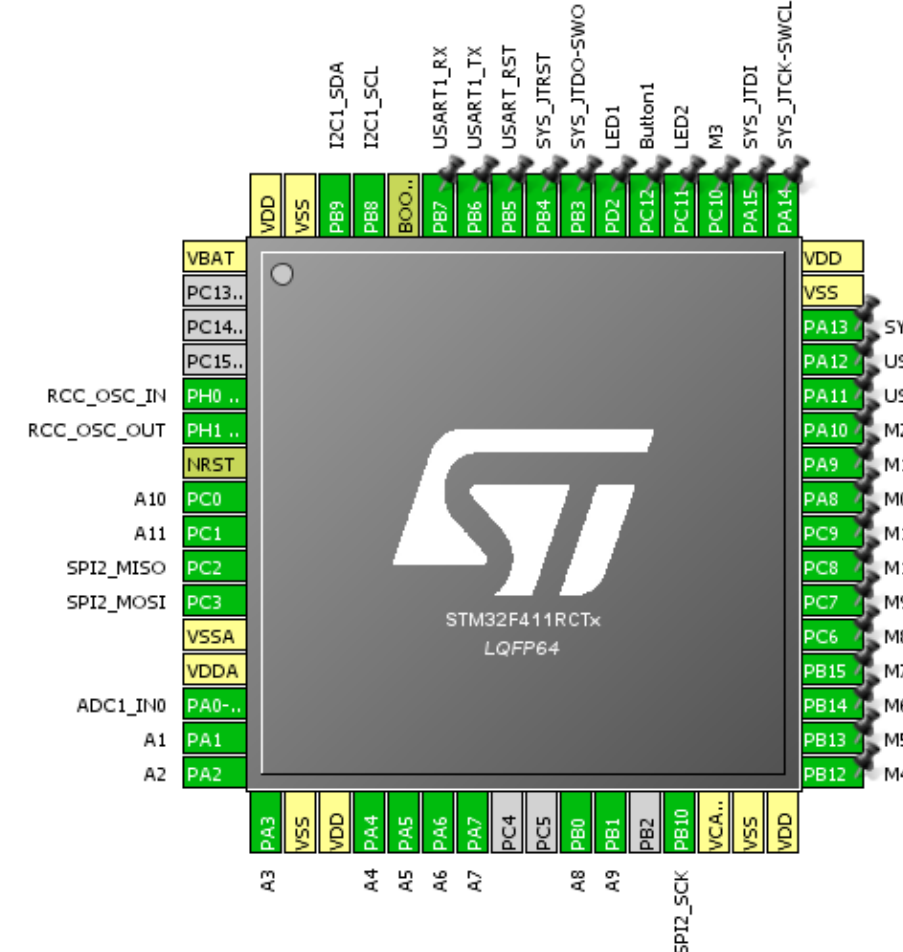 I2C1_SDA
I2C1_SCL
USART1_RX
USART1_TX
USART_RST
SYS_JTRST
SYS_JTDO-SWO
LED1
Button1
LED2
M3
SYS_JTDI
SYS_JTCK-SWCL
VDD
VSS
PB9
PB8
BOO..
PB7
PB6
PB5
PB4
PB3
PD2
PC12
PC11
PC10
PA15
PA14
VBAT
PC13..
PC14..
PC15..
RCC_OSC_IN PH0 ..
RCC_OSC_OUT PH1 ..
NRST
A10 PC0
A11 PC1
SPI2_MISO PC2
SPI2_MOSI PC3
VSSA
VDDA
ADC1_IN0 PA0-..
A1 PA1
A2 PA2
ST
STM32F411RCTx
LQFP64
VDD
VSS
PA13 SY
PA12 US
PA11 US
PA10
PA9
PA8
PC9
PC8
PC7
PC6
PB15
PB14
PB13
PB12
PA3
VSS
VDD
PA4
PA5
PA6
PA7
PC4
PC5
PB0
PB1
PB2
PB10
VCA..
VSS
VDD
A3
A4
A5
A6
A7
A8
A9
SPI2_SCK